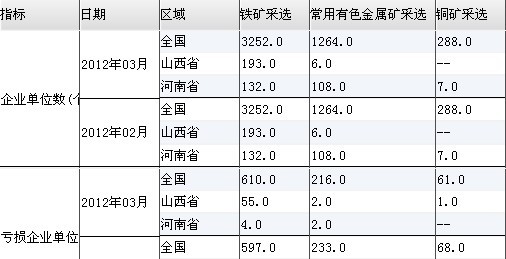 指标 日期 区域 铁矿采选 常用有色金属矿采选 铜矿采选
企业单位数(个 2012年03月 全国 3252.0 1264.0 288.0
山西省 193.0 6.0 --
河南省 132.0 108.0 7.0
2012年02月 全国 3252.0 1264.0 288.0
山西省 193.0 6.0 --
河南省 132.0 108.0 7.0
亏损企业单位 2012年03月 全国 610.0 216.0 61.0
山西省 55.0 2.0 1.0
河南省 4.0 2.0 --
全国 597.0 233.0 68.0